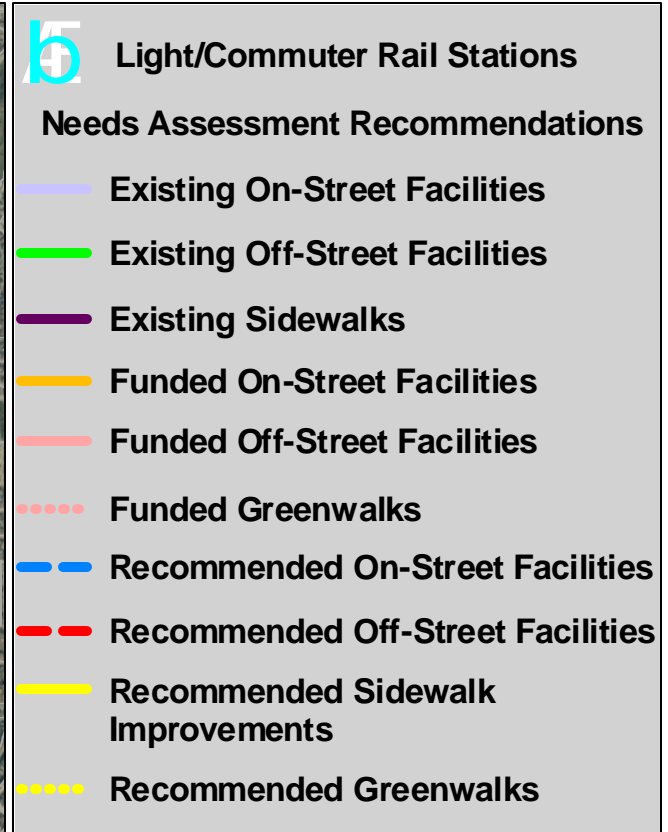 Light/Commuter Rail Stations
Needs Assessment Recommendations
Existing On-Street Facilities
Existing Off-Street Facilities
Existing Sidewalks
Funded On-Street Facilities
Funded Off-Street Facilities
Funded Greenwalks
Recommended On-Street Facilities
Recommended Off-Street Facilities
Recommended Sidewalk
Improvements
Recommended Greenwalks